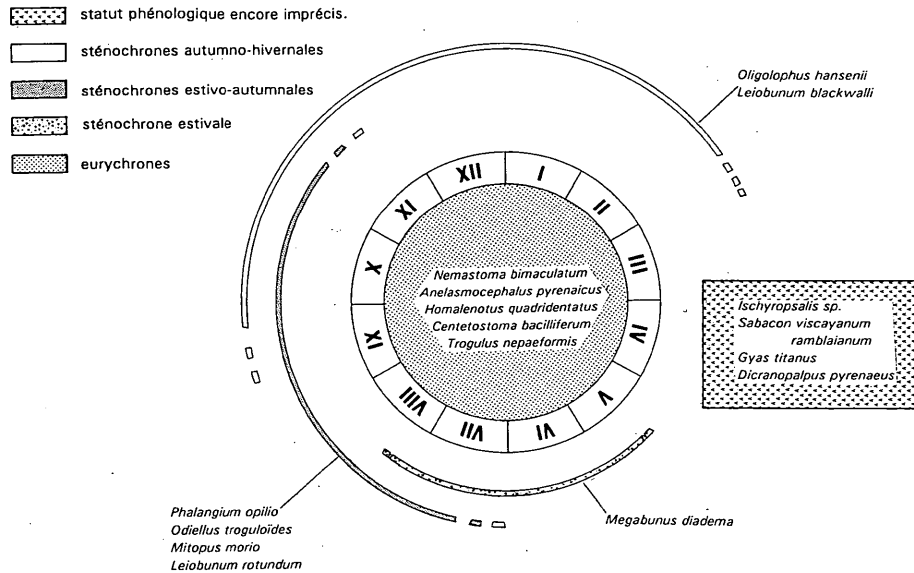 statut phénologique encore imprécis.
sténochrones autumno-hivernales
sténochrones estivo-autumnales
sténochrone estivale
eurychrones
Oligolophus hansenii
Leiobunum blackwalli
XII
I
II
III
IV
V
VI
VII
VIII
IX
X
XI
Nemastoma bimaculatum
Anelasmocephalus pyrenaicus
Homalenotus quadridentatus
Centetostoma bacilliferum
Trogulus nepaeformis
Ischyropsalis sp.
Sabacon viscayanum
ramblaianum
Gyas titanus
Dicranopalpus pyrenaeus
Phalangium opilio
Odiellus troguloïdes
Mitopus morio
Leiobunum rotundum
Megabunus diadema